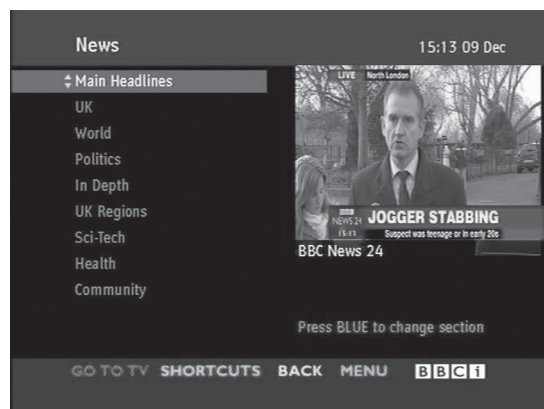 News
15:13 09 Dec
Main Headlines
UK
World
Politics
In Depth
UK Regions
Sci-Tech
Health
Community
LIVE North London
BBC
NEWS 24
JOGGER STABBING
15:13
Suspect was teenage or in early 20s
BBC News 24
Press BLUE to change section
GO TO TV SHORTCUTS BACK MENU BBCi